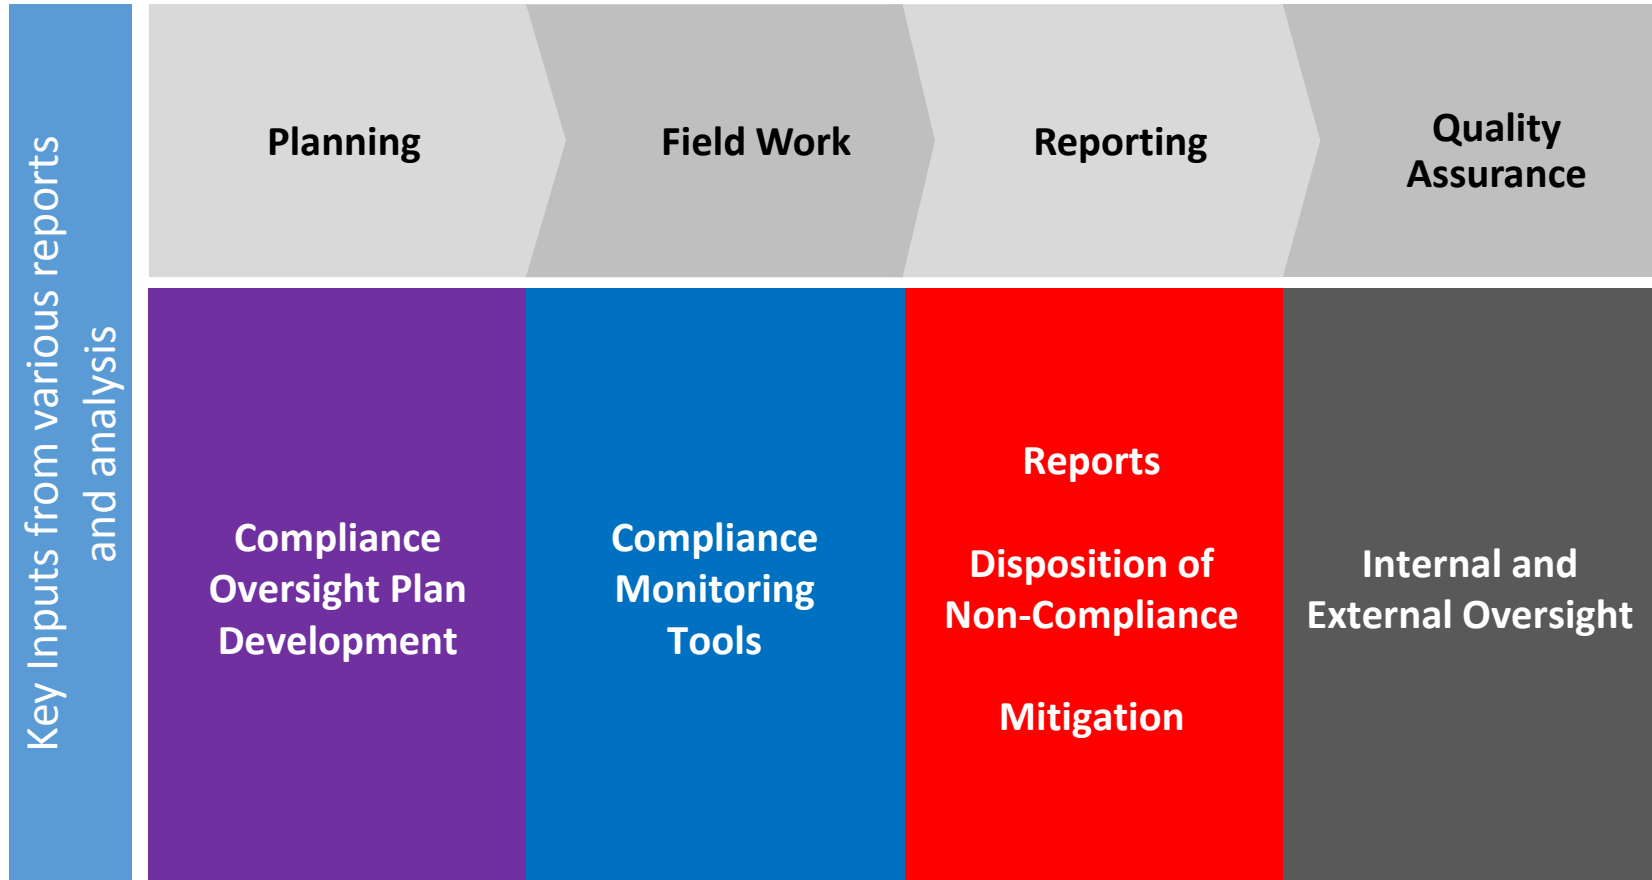 Key Inputs from various reports
and analysis
Planning
Field Work
Reporting
Quality
Assurance
Compliance
Oversight Plan
Development
Compliance
Monitoring
Tools
Reports
Disposition of
Non-Compliance
Mitigation
Internal and
External Oversight